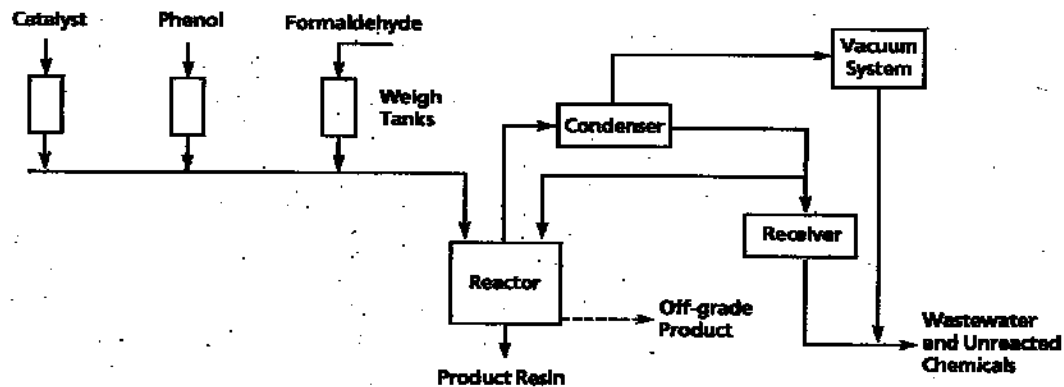 Catalyst
Phenol
Formaldehyde
Weigh
Tanks
Vacuum
System
Condenser
Receiver
Reactor
Off-grade
Product
Product Resin
Wastewater
and Unreacted
Chemicals